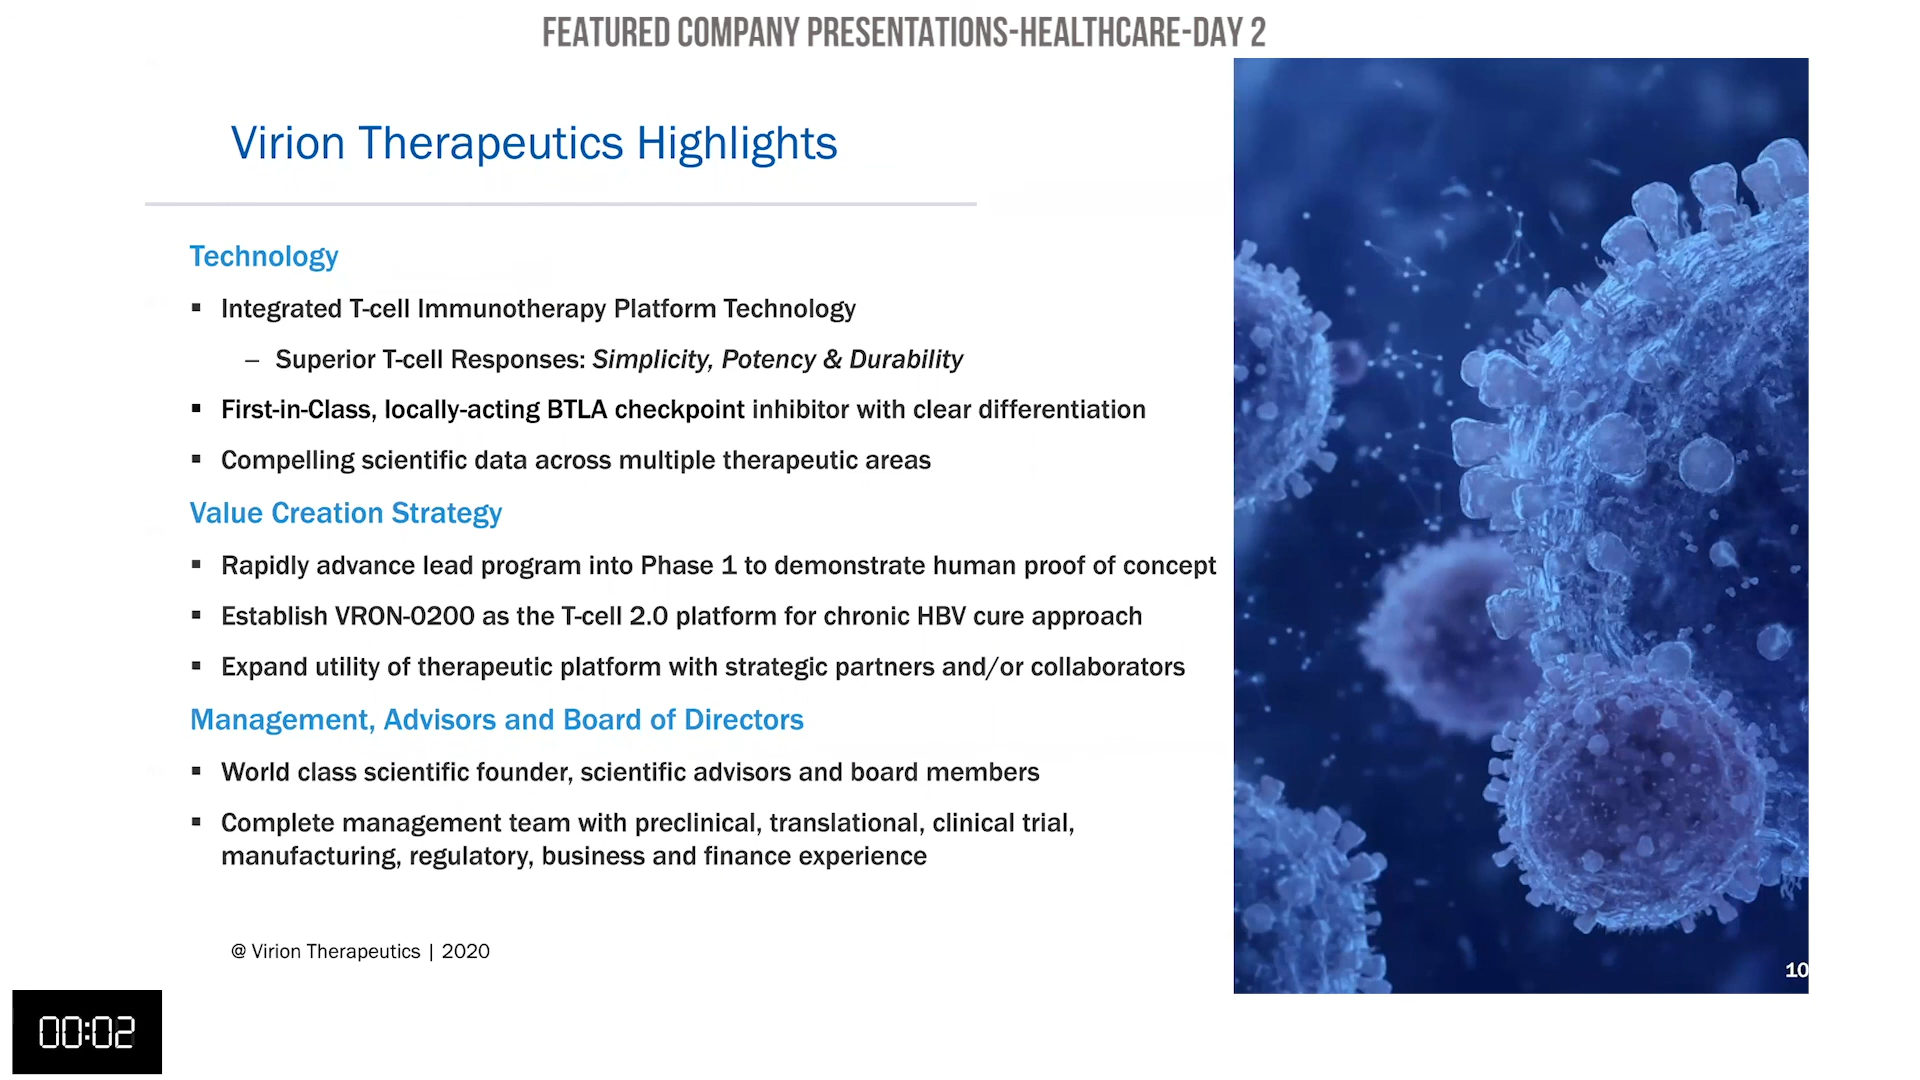 FEATURED COMPANY PRESENTATIONS-HEALTHCARE-DAY 2
Virion Therapeutics Highlights
Technology
▪ Integrated T-cell Immunotherapy Platform Technology
– Superior T-cell Responses: Simplicity, Potency & Durability
▪ First-in-Class, locally-acting BTLA checkpoint inhibitor with clear differentiation
▪ Compelling scientific data across multiple therapeutic areas
Value Creation Strategy
▪ Rapidly advance lead program into Phase 1 to demonstrate human proof of concept
▪ Establish VRON-0200 as the T-cell 2.0 platform for chronic HBV cure approach
▪ Expand utility of therapeutic platform with strategic partners and/or collaborators
Management, Advisors and Board of Directors
▪ World class scientific founder, scientific advisors and board members
▪ Complete management team with preclinical, translational, clinical trial,
manufacturing, regulatory, business and finance experience
@ Virion Therapeutics | 2020
10
00:02